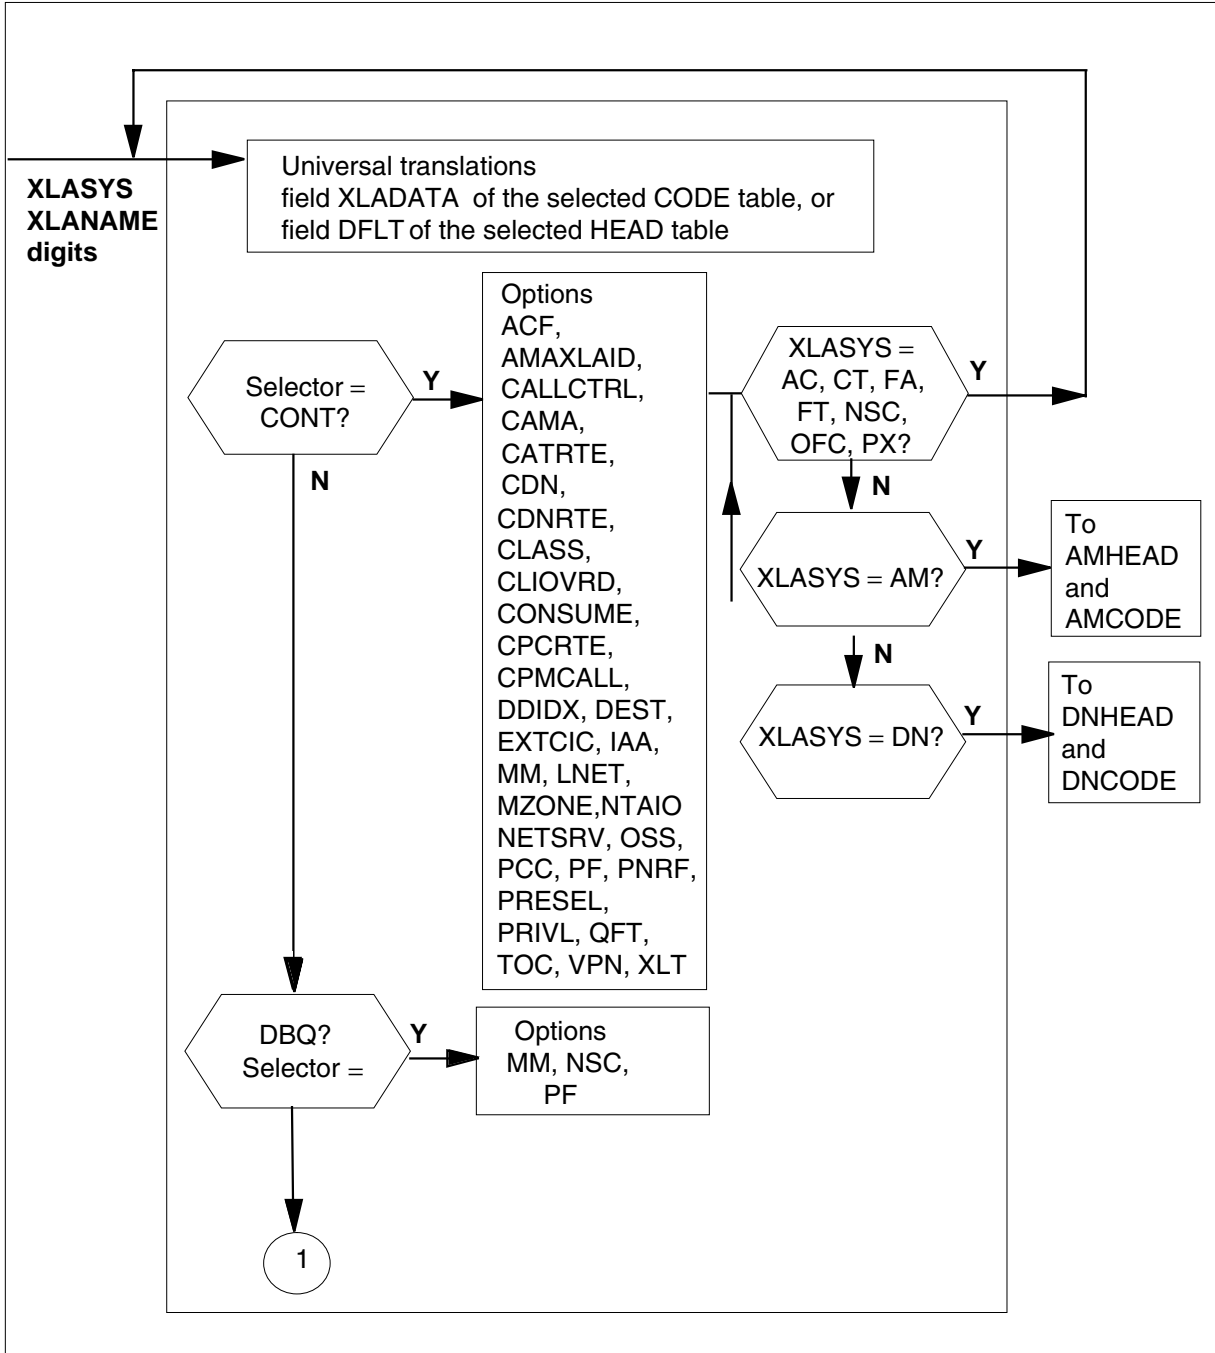 XLASYS
XLANAME
digits
Universal translations
field XLADATA of the selected CODE table, or
field DFLT of the selected HEAD table
Selector =
CONT?
Y
N
Options
ACF,
AMAXLAID,
CALLCTRL,
CAMA,
CATRTE,
CDN,
CDNRTE,
CLASS,
CLIOVRD,
CONSUME,
CPCRTE,
CPMCALL,
DDIDX, DEST,
EXTCIC, IAA,
MM, LNET,
MZONE,NTAIO
NETSRV, OSS,
PCC, PF, PNRF,
PRESEL,
PRIVL, QFT,
TOC, VPN, XLT
XLASYS =
AC, CT, FA,
FT, NSC,
OFC, PX?
Y
N
XLASYS = AM?
Y
To
AMHEAD
and
AMCODE
N
XLASYS = DN?
Y
To
DNHEAD
and
DNCODE
DBQ?
Selector =
Y
Options
MM, NSC,
PF
1